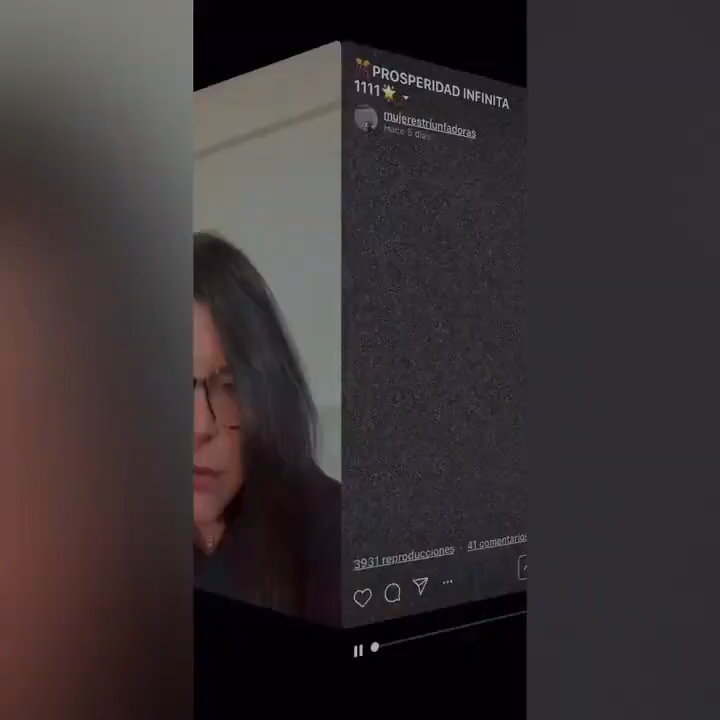 PROSPERIDAD INFINITA
1111
mujerestriunfadoras
Hace 5 días
3931 reproducciones · 41 comentarios